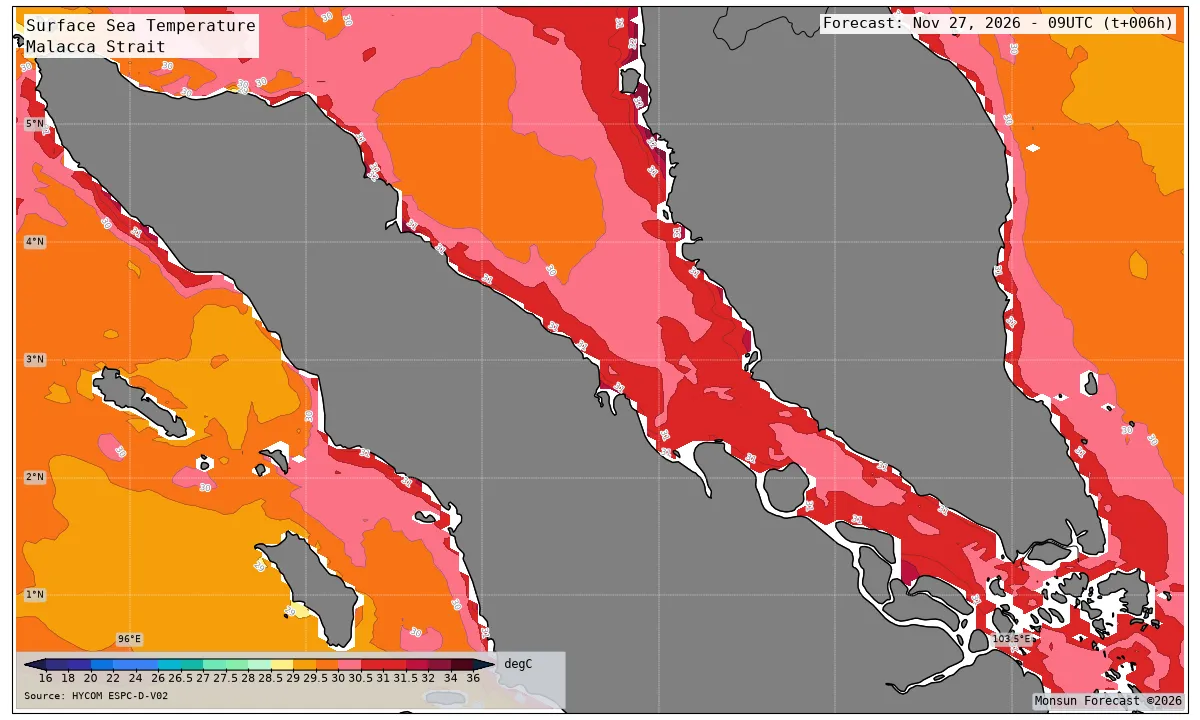 Surface Sea Temperature
Malacca Strait
Forecast: Nov 27, 2026 - 09UTC (t+006h)
5°N
4°N
3°N
2°N
1°N
96°E
103.5°E
degC
16 18 20 22 24 26 26.5 27 27.5 28 28.5 29 29.5 30 30.5 31 31.5 32 34 36
Source: HYCOM ESPC-D-V02
Monsun Forecast ©2026